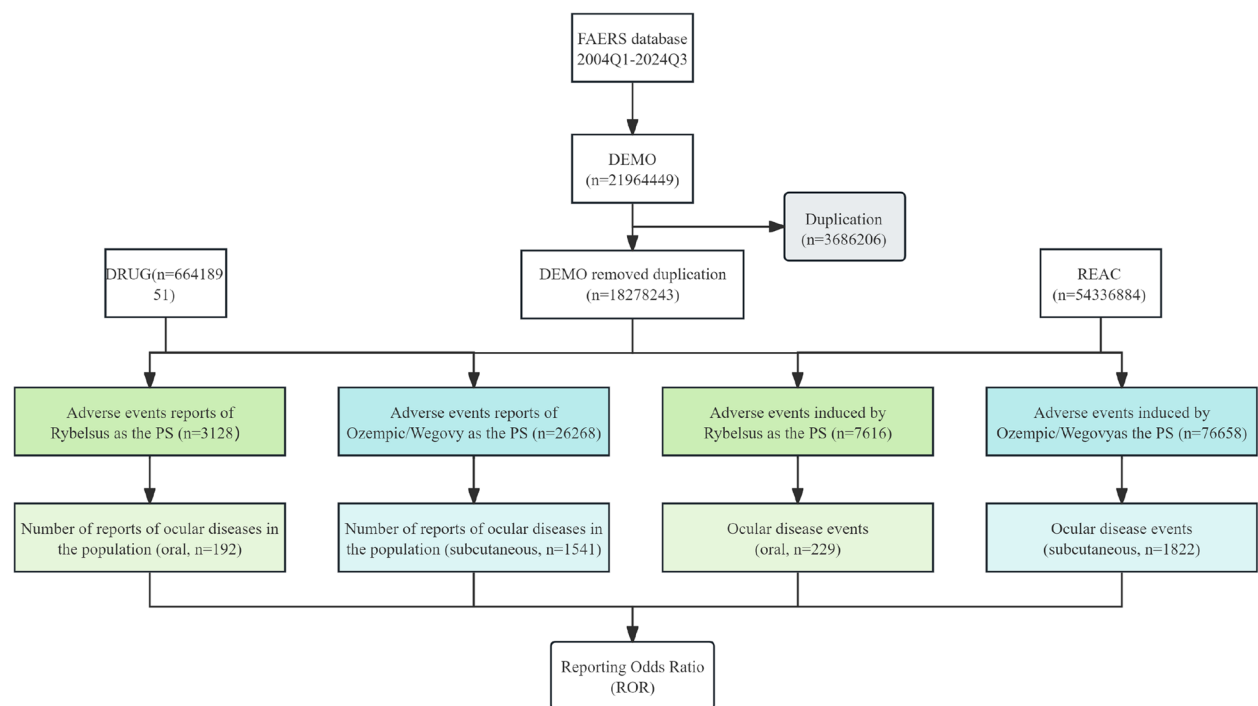 FAERS database
2004Q1-2024Q3
DEMO
(n=21964449)
Duplication
(n=3686206)
DRUG(n=664189
51)
DEMO removed duplication
(n=18278243)
REAC
(n=54336884)
Adverse events reports of
Rybelsus as the PS (n=3128)
Adverse events reports of
Ozempic/Wegovy as the PS (n=26268)
Adverse events induced by
Rybelsus as the PS (n=7616)
Adverse events induced by
Ozempic/Wegovyas the PS (n=76658)
Number of reports of ocular diseases in
the population (oral, n=192)
Number of reports of ocular diseases in
the population (subcutaneous, n=1541)
Ocular disease events
(oral, n=229)
Ocular disease events
(subcutaneous, n=1822)
Reporting Odds Ratio
(ROR)